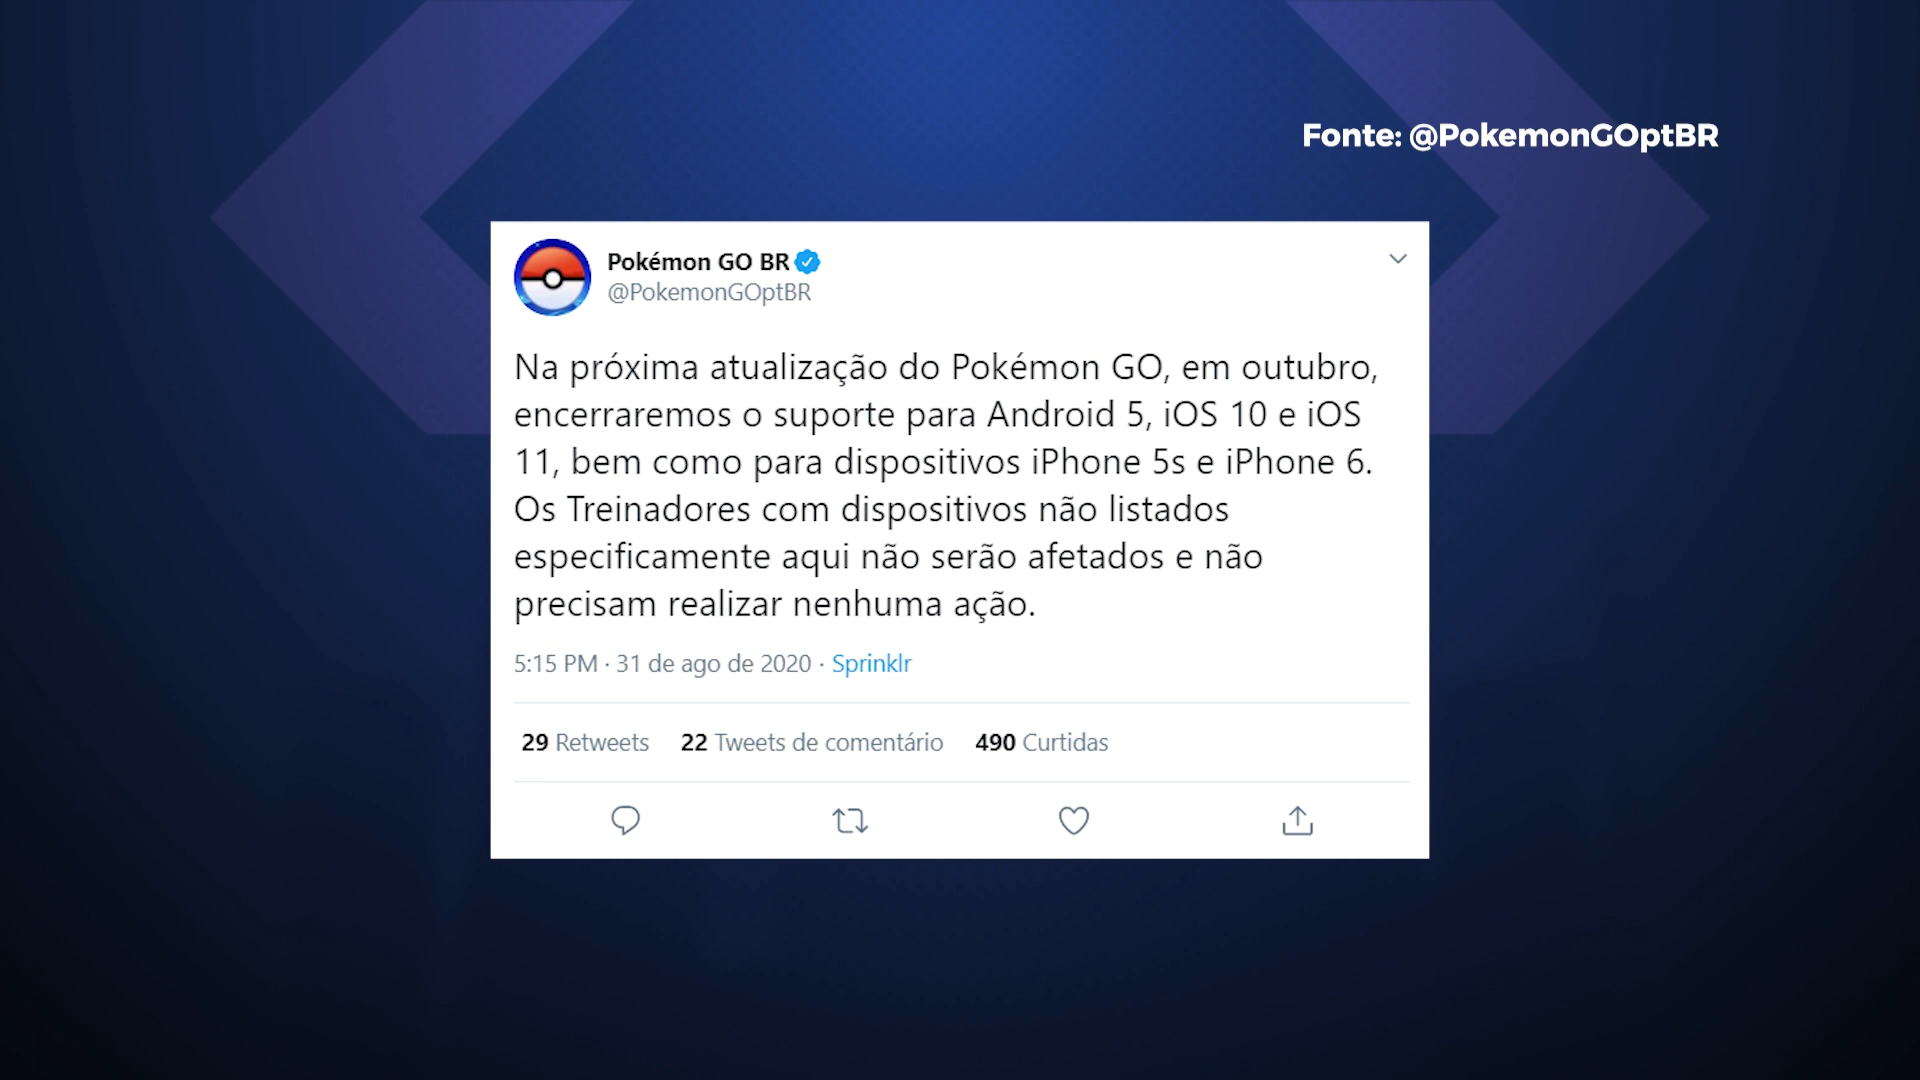 Fonte: @PokemonGOptBR
Pokémon GO BR
@PokemonGOptBR
Na próxima atualização do Pokémon GO, em outubro,
encerraremos o suporte para Android 5, iOS 10 e iOS
11, bem como para dispositivos iPhone 5s e iPhone 6.
Os Treinadores com dispositivos não listados
especificamente aqui não serão afetados e não
precisam realizar nenhuma ação.
5:15 PM · 31 de ago de 2020 · Sprinklr
29 Retweets 22 Tweets de comentário 490 Curtidas